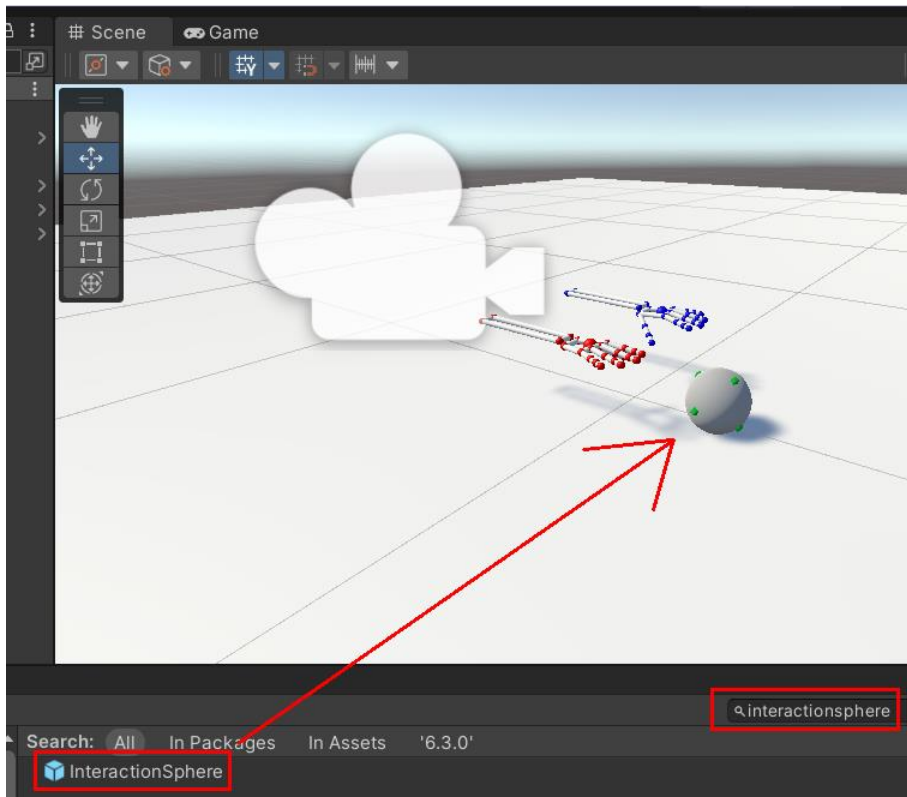 Scene
Game
interactionsphere
Search: All In Packages In Assets '6.3.0'
InteractionSphere